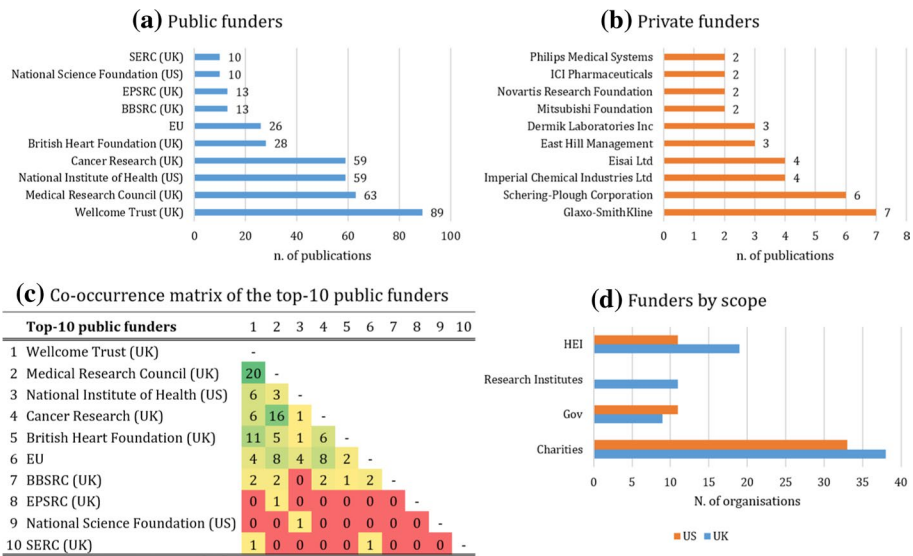 (a) Public funders
SERC (UK) 10
National Science Foundation (US) 10
EPSRC (UK) 13
BBSRC (UK) 13
EU 26
British Heart Foundation (UK) 28
Cancer Research (UK) 59
National Institute of Health (US) 59
Medical Research Council (UK) 63
Wellcome Trust (UK) 89
0 20 40 60 80 100
n. of publications
(b) Private funders
Philips Medical Systems 2
ICI Pharmaceuticals 2
Novartis Research Foundation 2
Mitsubishi Foundation 2
Dermik Laboratories Inc 3
East Hill Management 3
Eisai Ltd 4
Imperial Chemical Industries Ltd 4
Schering-Plough Corporation 6
Glaxo-SmithKline 7
0 1 2 3 4 5 6 7 8
n. of publications
(c) Co-occurrence matrix of the top-10 public funders
Top-10 public funders 1 2 3 4 5 6 7 8 9 10
1 Wellcome Trust (UK) -
2 Medical Research Council (UK) 20 -
3 National Institute of Health (US) 6 3 -
4 Cancer Research (UK) 6 16 1 -
5 British Heart Foundation (UK) 11 5 1 6 -
6 EU 4 8 4 8 2 -
7 BBSRC (UK) 2 2 0 2 1 2 -
8 EPSRC (UK) 0 1 0 0 0 0 0 -
9 National Science Foundation (US) 0 0 1 0 0 0 0 0 -
10 SERC (UK) 1 0 0 0 0 1 0 0 0 -
(d) Funders by scope
HEI
Research Institutes
Gov
Charities
0 5 10 15 20 25 30 35 40
N. of organisations
US UK